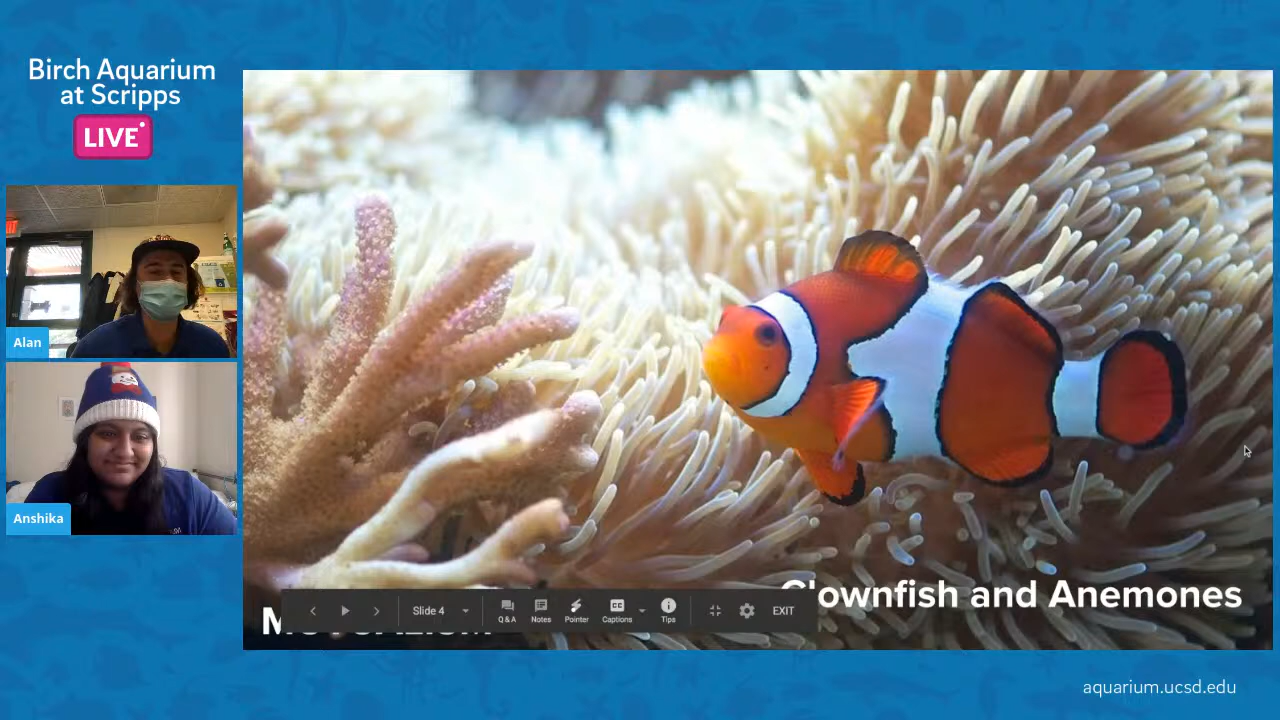 Birch Aquarium
at Scripps
LIVE
Alan
Anshika
Clownfish and Anemones
Slide 4
Q&A
Notes
Pointer
Captions
CC
Tips
EXIT
aquarium.ucsd.edu